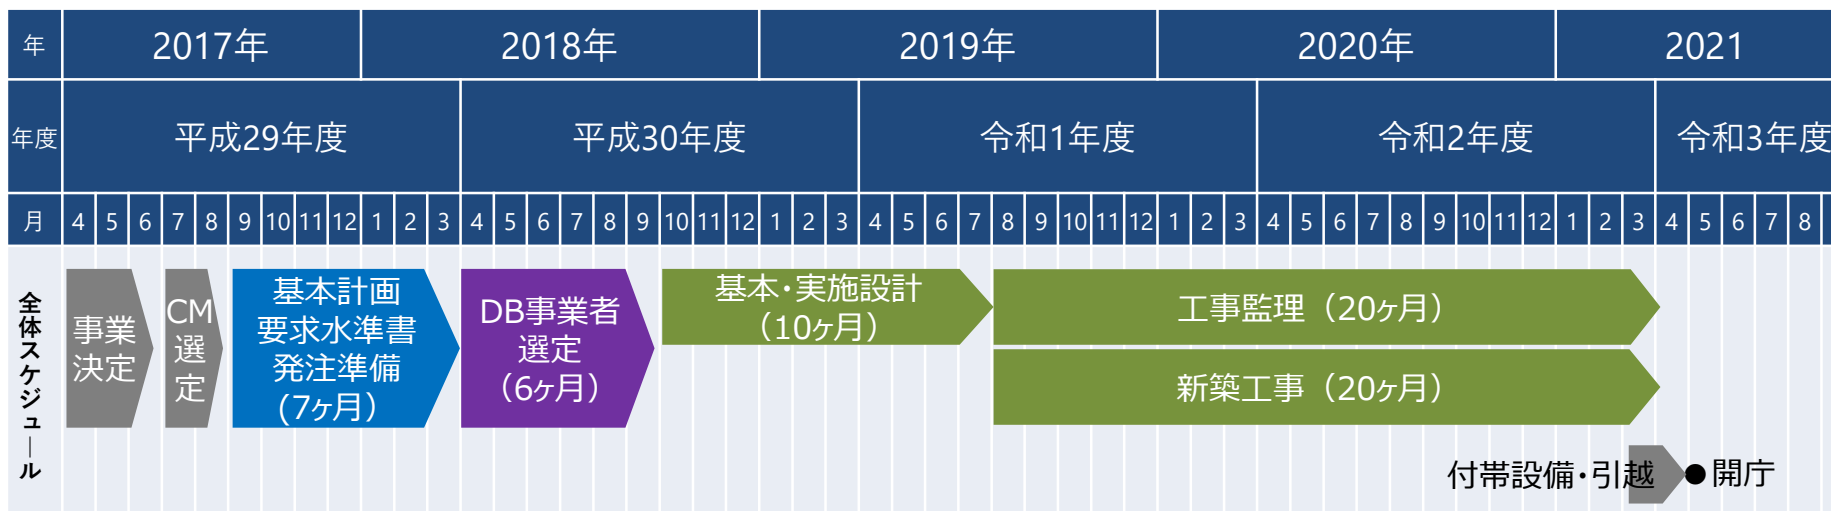 年 2017年 2018年 2019年 2020年 2021
年度 平成29年度 平成30年度 令和1年度 令和2年度 令和3年度
月 4 5 6 7 8 9 10 11 12 1 2 3 4 5 6 7 8 9 10 11 12 1 2 3 4 5 6 7 8 9 10 11 12 1 2 3 4 5 6 7 8 9 10 11 12 1 2 3 4 5 6 7 8
全体スケジュール
事業
決定
CM
選
定
基本計画
要求水準書
発注準備
(7ヶ月）
DB事業者
選定
（6ヶ月）
基本・実施設計
（10ヶ月）
工事監理（20ヶ月）
新築工事（20ヶ月）
付帯設備・引越
●開庁